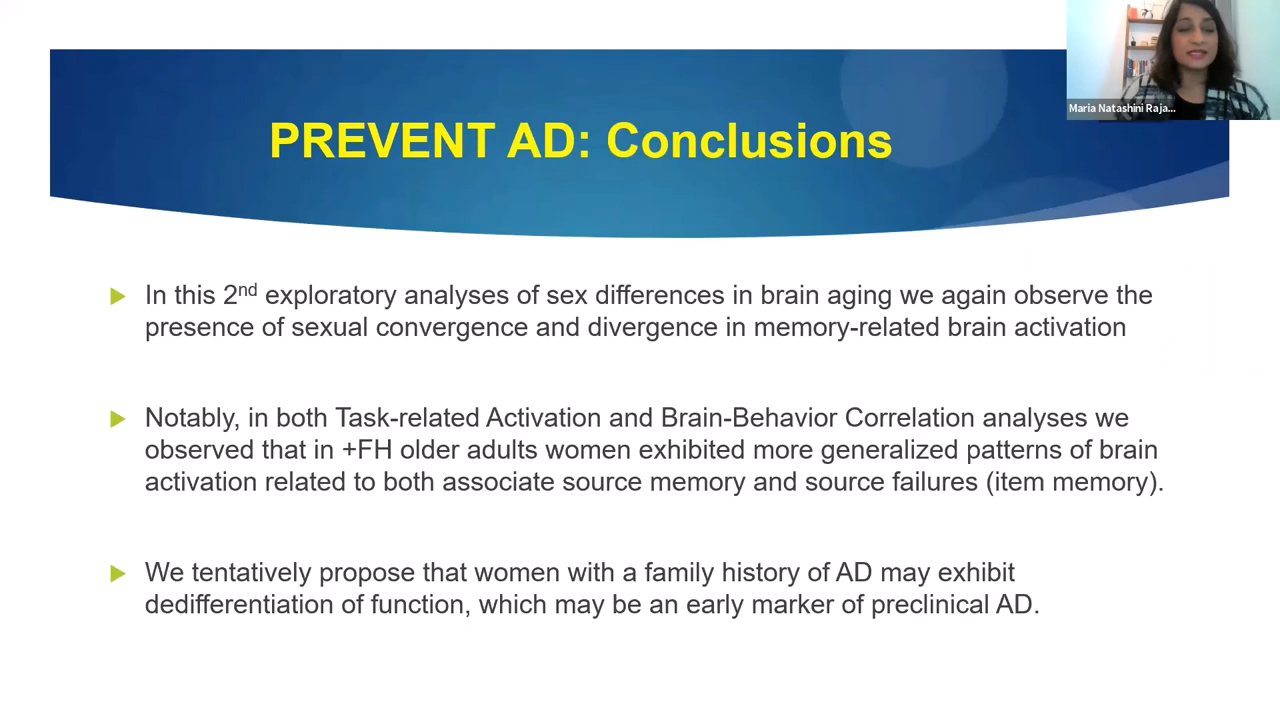 Maria Natashini Raja...
PREVENT AD: Conclusions
In this 2nd exploratory analyses of sex differences in brain aging we again observe the
presence of sexual convergence and divergence in memory-related brain activation
Notably, in both Task-related Activation and Brain-Behavior Correlation analyses we
observed that in +FH older adults women exhibited more generalized patterns of brain
activation related to both associate source memory and source failures (item memory).
We tentatively propose that women with a family history of AD may exhibit
dedifferentiation of function, which may be an early marker of preclinical AD.